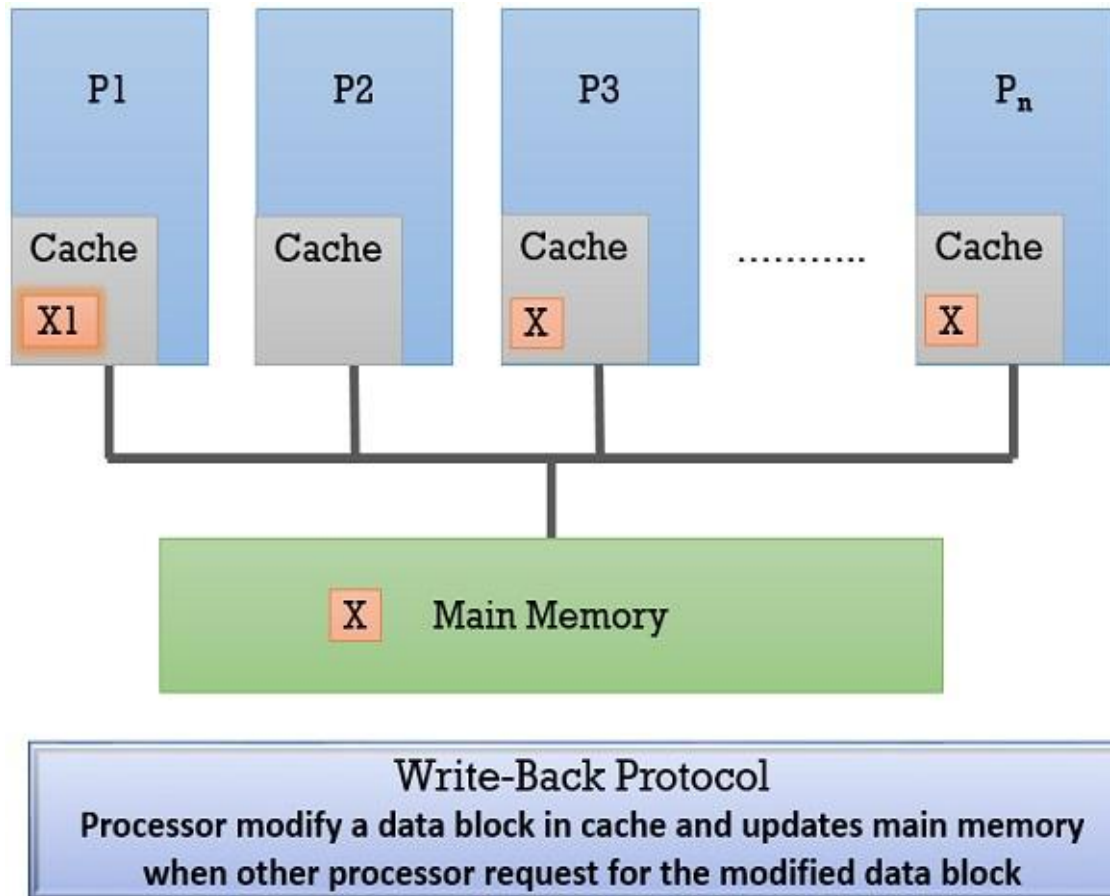 P1
P2
P3
Pn
Cache
Cache
Cache
...........
Cache
X1
X
X
X
Main Memory
Write-Back Protocol
Processor modify a data block in cache and updates main memory
when other processor request for the modified data block